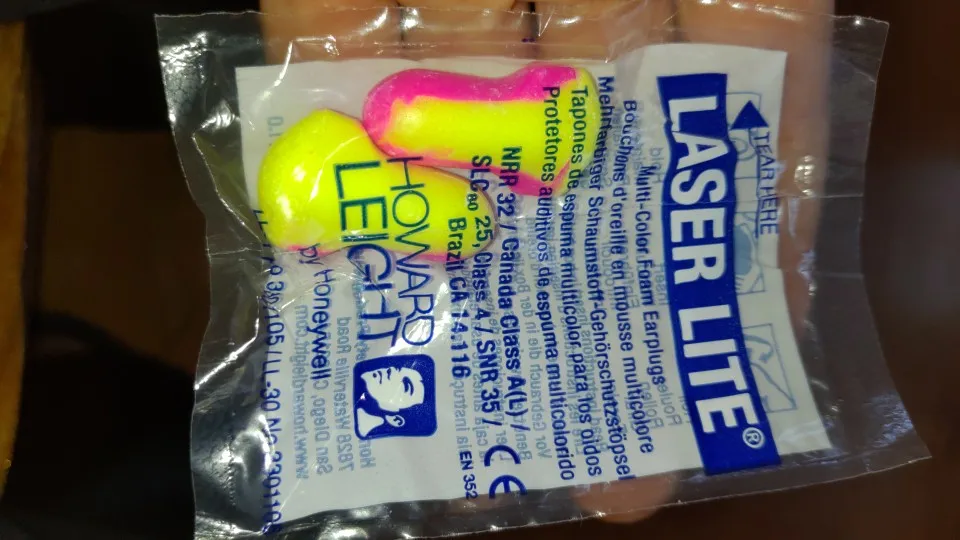 TEAR HERE
LASER LITE®
Multi-Color Foam Earplugs
Bouchons d'oreille en mousse multicolore
Mehrfarbiger Schaumstoff-Gehörschutzstöpsel
Tapones de espuma multicolor para los oídos
Protetores auditivos de espuma multicolorido
NRR 32 / Canada Class A(L) /
SLC80 25, Class 4 / SNR 35 / CE
Brazil CA 14.116 EN 352
HOWARD
LEIGHT
by Honeywell